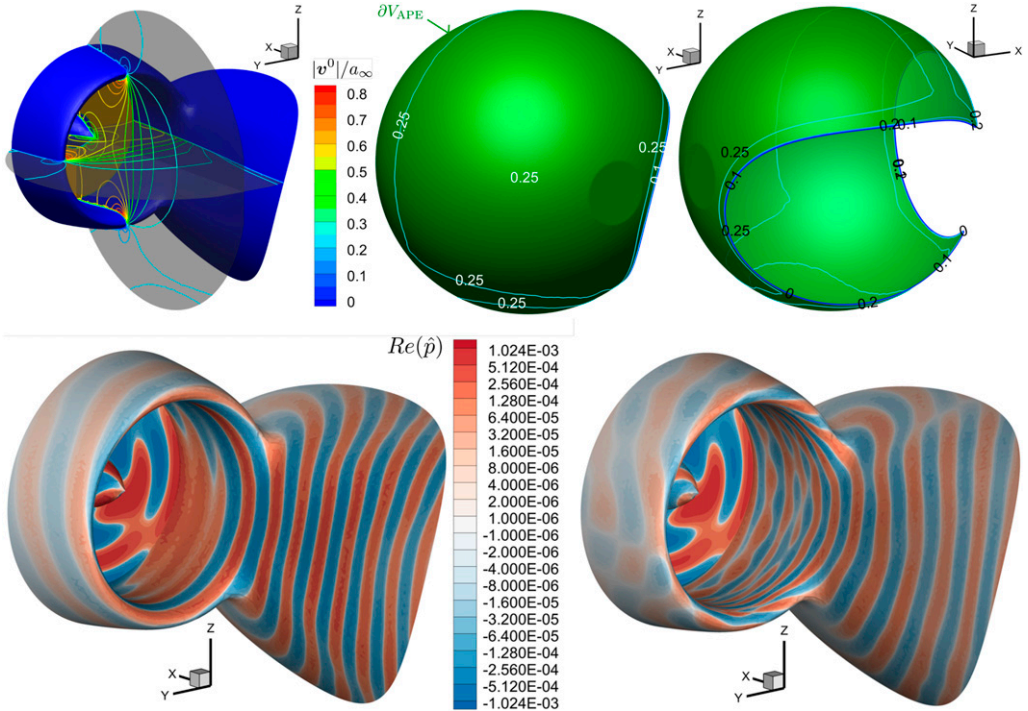 Z
X
Y
|v⁰|/a∞
0.8
0.7
0.6
0.5
0.4
0.3
0.2
0.1
0
∂V_APE
Z
X
Y
0.25
0.25
0.25
0.1
0.25
0.25
Z
Y
X
0.2
0.1
0.2
0.25
0.1
0.2
0.25
0
0.1
0
0.2
Re(p̂)
1.024E-03
5.120E-04
2.560E-04
1.280E-04
6.400E-05
3.200E-05
1.600E-05
8.000E-06
4.000E-06
2.000E-06
1.000E-06
-1.000E-06
-2.000E-06
-4.000E-06
-8.000E-06
-1.600E-05
-3.200E-05
-6.400E-05
-1.280E-04
-2.560E-04
-5.120E-04
-1.024E-03
Z
X
Y
Z
X
Y